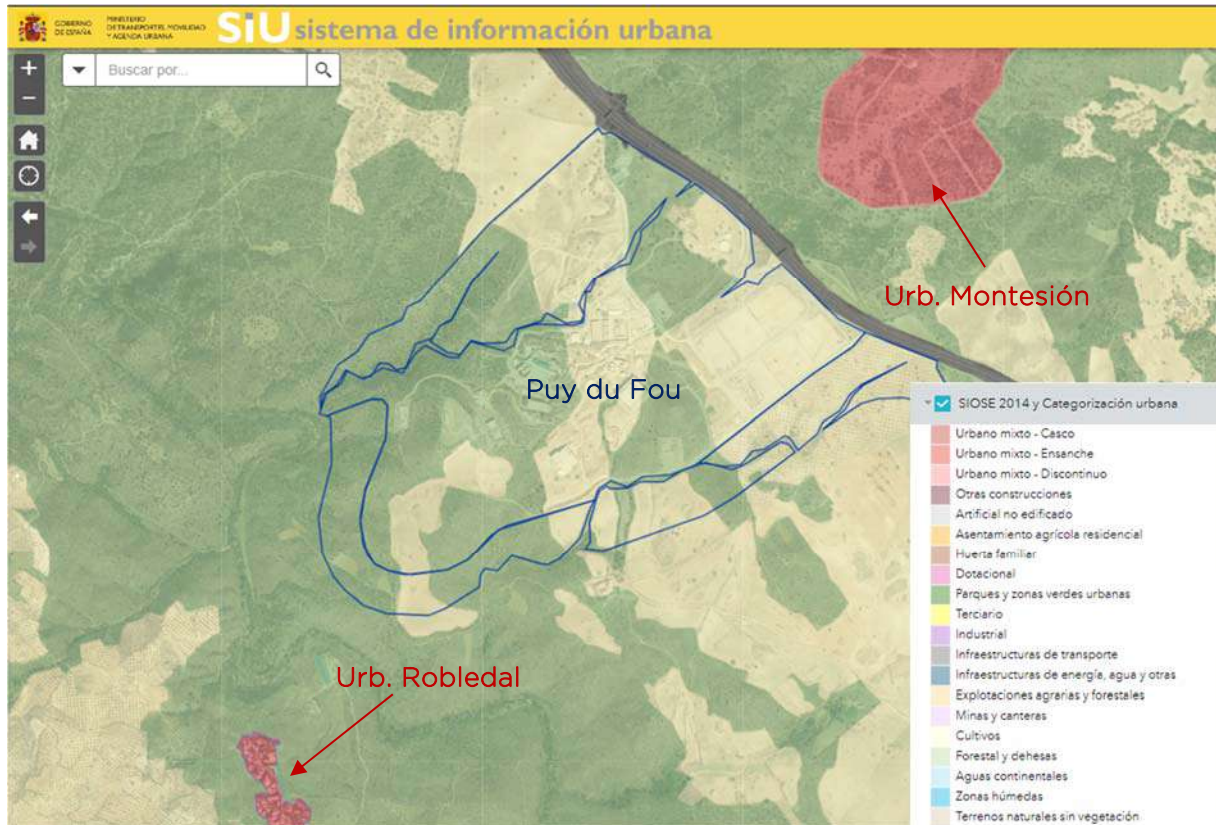 GOBIERNO
DE ESPAÑA
MINISTERIO
DE TRANSPORTES, MOVILIDAD
Y AGENDA URBANA
SiU sistema de información urbana
+
Buscar por...
−
Urb. Montesión
Puy du Fou
Urb. Robledal
SIOSE 2014 y Categorización urbana
Urbano mixto - Casco
Urbano mixto - Ensanche
Urbano mixto - Discontinuo
Otras construcciones
Artificial no edificado
Asentamiento agrícola residencial
Huerta familiar
Dotacional
Parques y zonas verdes urbanas
Terciario
Industrial
Infraestructuras de transporte
Infraestructuras de energía, agua y otras
Explotaciones agrarias y forestales
Minas y canteras
Cultivos
Forestal y dehesas
Aguas continentales
Zonas húmedas
Terrenos naturales sin vegetación